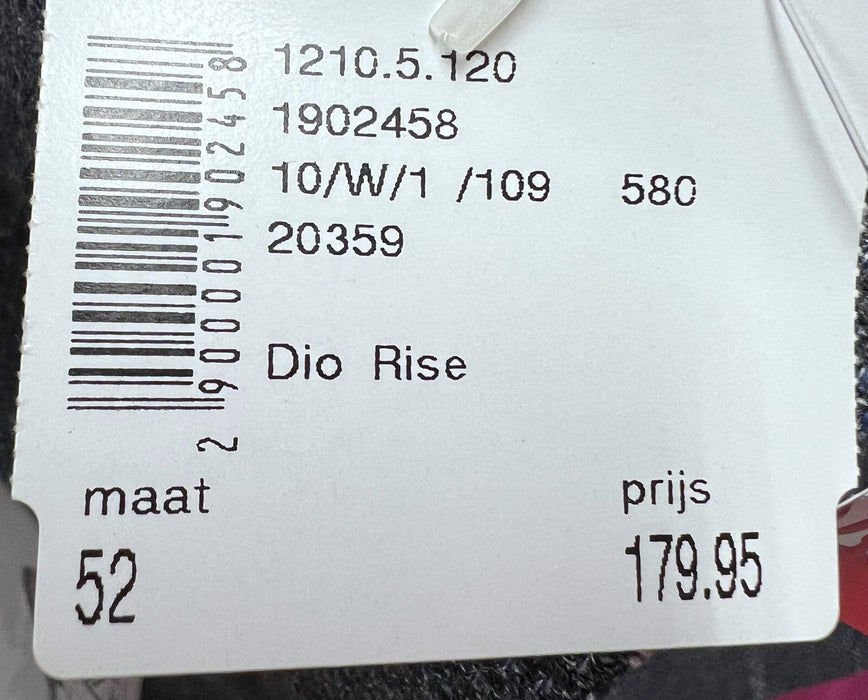 1210.5.120
1902458
10/W/1 /109 580
20359
Dio Rise
2900001902458
maat
prijs
52
179.95